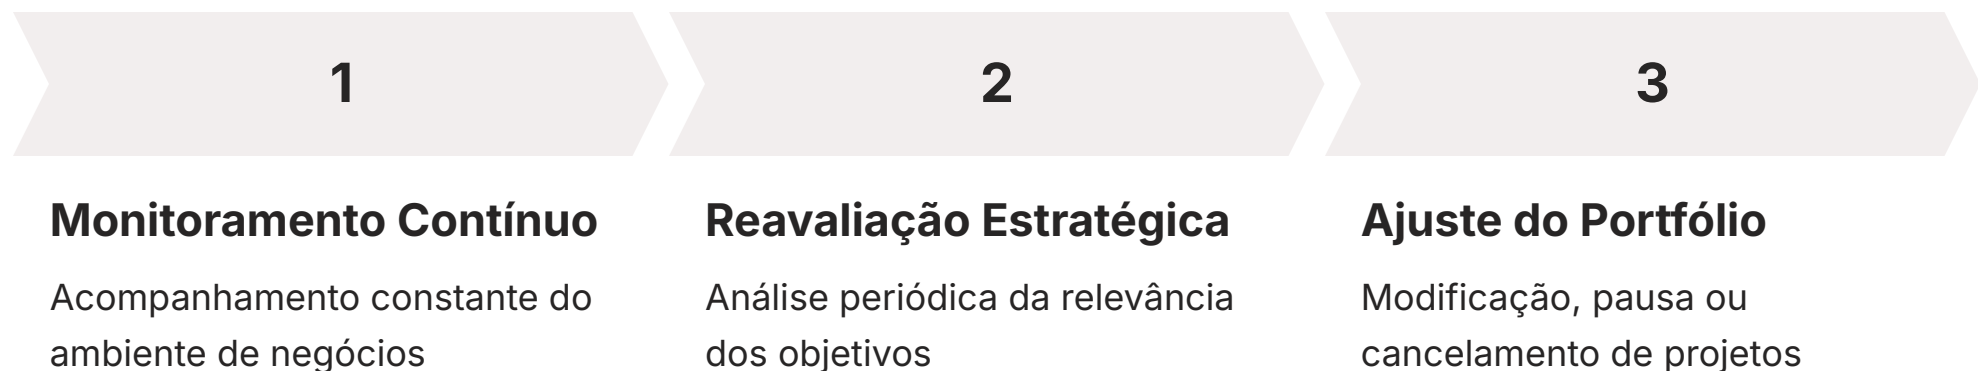 1
2
3
Monitoramento Contínuo
Acompanhamento constante do
ambiente de negócios
Reavaliação Estratégica
Análise periódica da relevância
dos objetivos
Ajuste do Portfólio
Modificação, pausa ou
cancelamento de projetos